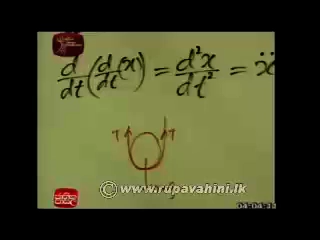 d/dt (d/dt (x)) = d²x/dt² = ẍ
T T
© www.rupavahini.lk